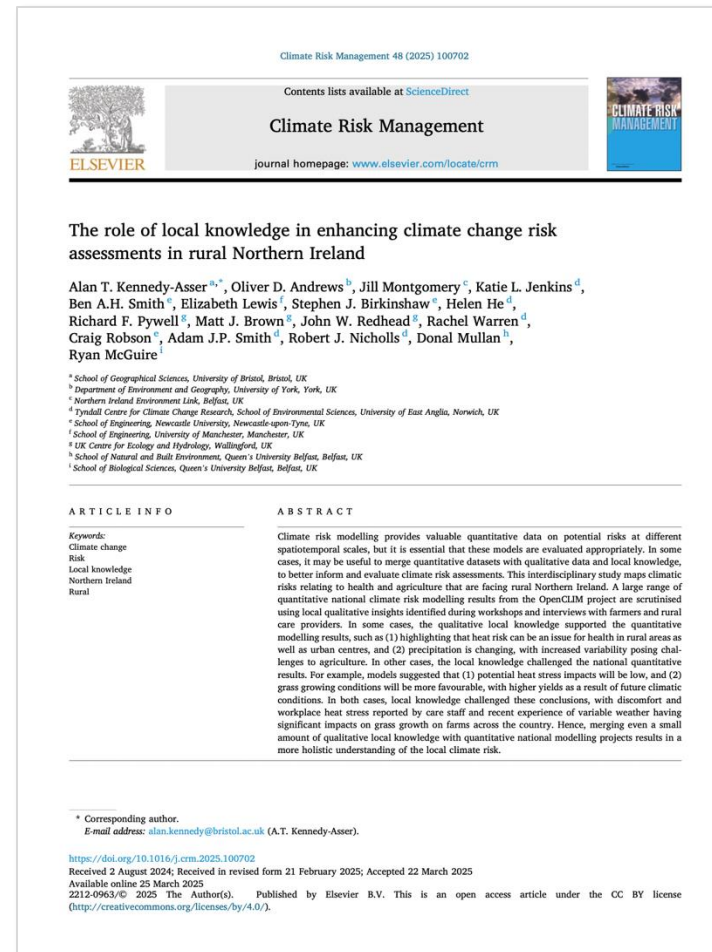 Climate Risk Management 48 (2025) 100702
Contents lists available at ScienceDirect
Climate Risk Management
journal homepage: www.elsevier.com/locate/crm
ELSEVIER
CLIMATE RISK
MANAGEMENT
The role of local knowledge in enhancing climate change risk
assessments in rural Northern Ireland
Alan T. Kennedy-Asser a,*, Oliver D. Andrews b, Jill Montgomery c, Katie L. Jenkins d,
Ben A.H. Smith e, Elizabeth Lewis f, Stephen J. Birkinshaw e, Helen He d,
Richard F. Pywell g, Matt J. Brown g, John W. Redhead g, Rachel Warren d,
Craig Robson e, Adam J.P. Smith d, Robert J. Nicholls d, Donal Mullan h,
Ryan McGuire i
a School of Geographical Sciences, University of Bristol, Bristol, UK
b Department of Environment and Geography, University of York, York, UK
c Northern Ireland Environment Link, Belfast, UK
d Tyndall Centre for Climate Change Research, School of Environmental Sciences, University of East Anglia, Norwich, UK
e School of Engineering, Newcastle University, Newcastle-upon-Tyne, UK
f School of Engineering, University of Manchester, Manchester, UK
g UK Centre for Ecology and Hydrology, Wallingford, UK
h School of Natural and Built Environment, Queen's University Belfast, Belfast, UK
i School of Biological Sciences, Queen's University Belfast, Belfast, UK
ARTICLE INFO
Keywords:
Climate change
Risk
Local knowledge
Northern Ireland
Rural
ABSTRACT
Climate risk modelling provides valuable quantitative data on potential risks at different
spatiotemporal scales, but it is essential that these models are evaluated appropriately. In some
cases, it may be useful to merge quantitative datasets with qualitative data and local knowledge,
to better inform and evaluate climate risk assessments. This interdisciplinary study maps climatic
risks relating to health and agriculture that are facing rural Northern Ireland. A large range of
quantitative national climate risk modelling results from the OpenCLIM project are scrutinised
using local qualitative insights identified during workshops and interviews with farmers and rural
care providers. In some cases, the qualitative local knowledge supported the quantitative
modelling results, such as (1) highlighting that heat risk can be an issue for health in rural areas as
well as urban centres, and (2) precipitation is changing, with increased variability posing chal-
lenges to agriculture. In other cases, the local knowledge challenged the national quantitative
results. For example, models suggested that (1) potential heat stress impacts will be low, and (2)
grass growing conditions will be more favourable, with higher yields as a result of future climatic
conditions. In both cases, local knowledge challenged these conclusions, with discomfort and
workplace heat stress reported by care staff and recent experience of variable weather having
significant impacts on grass growth on farms across the country. Hence, merging even a small
amount of qualitative local knowledge with quantitative national modelling projects results in a
more holistic understanding of the local climate risk.
* Corresponding author.
E-mail address: alan.kennedy@bristol.ac.uk (A.T. Kennedy-Asser).
https://doi.org/10.1016/j.crm.2025.100702
Received 2 August 2024; Received in revised form 21 February 2025; Accepted 22 March 2025
Available online 25 March 2025
2212-0963/© 2025 The Author(s). Published by Elsevier B.V. This is an open access article under the CC BY license
(http://creativecommons.org/licenses/by/4.0/).